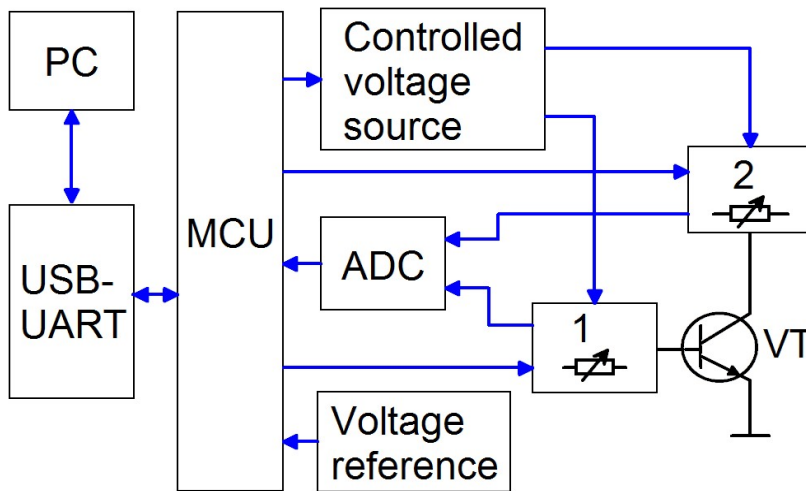 PC
USB-
UART
MCU
Controlled
voltage
source
ADC
2
1
VT
Voltage
reference